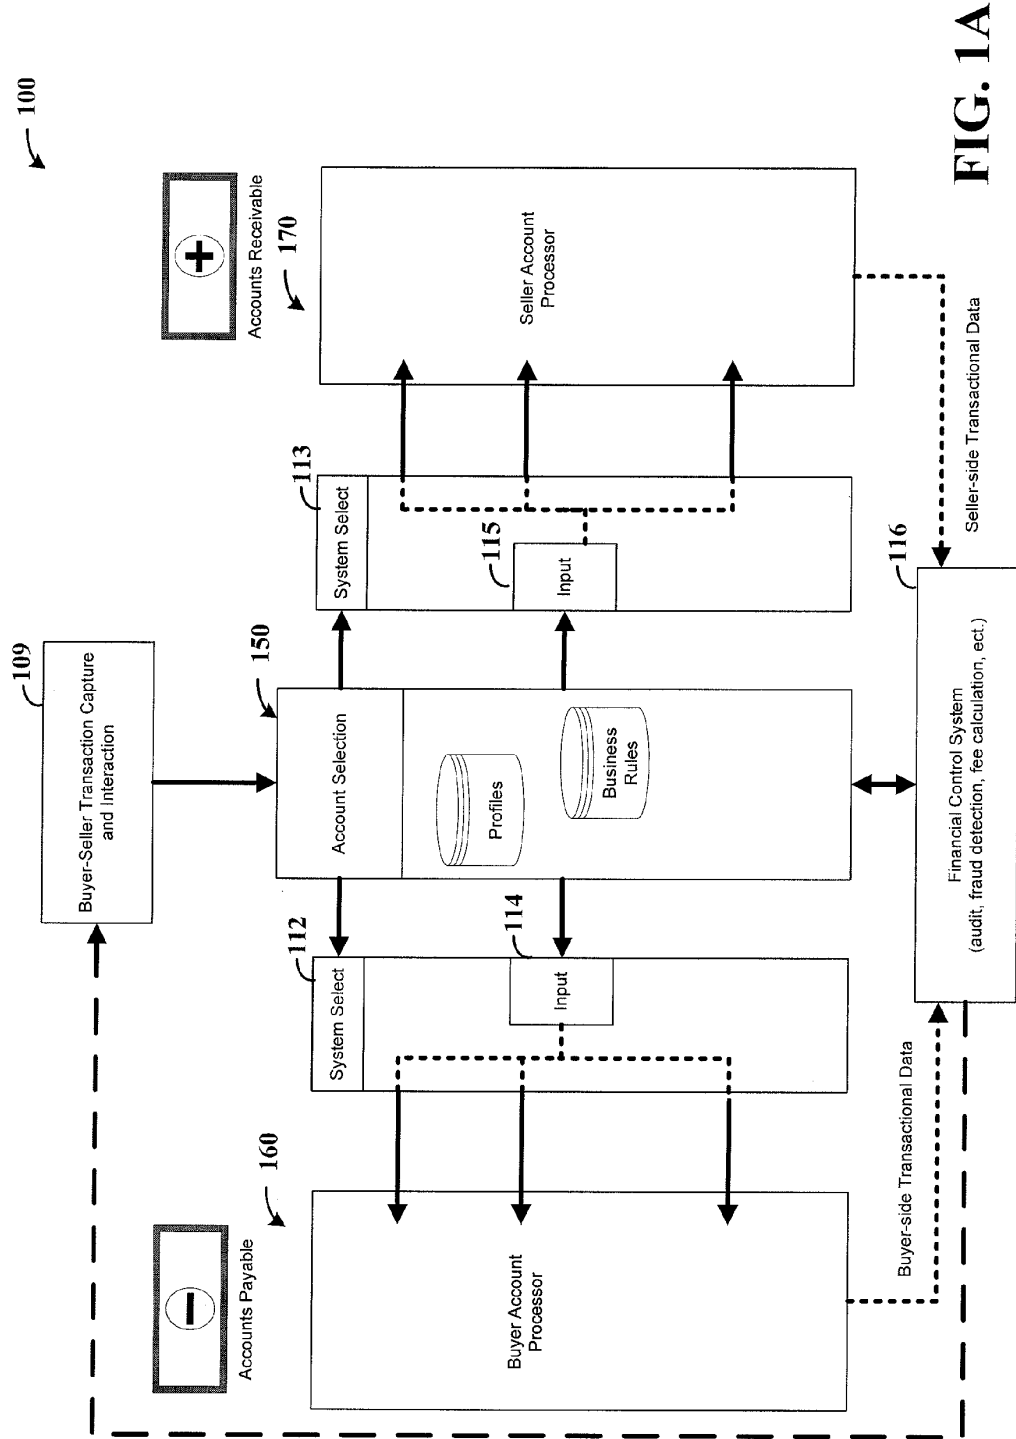 100
Accounts Payable
Accounts Receivable
109
Buyer-Seller Transaction Capture
and Interaction
160
112
150
113
170
System Select
Account Selection
System Select
Profiles
Business
Rules
114
Input
115
Input
Buyer Account
Processor
Seller Account
Processor
Buyer-side Transactional Data
116
Seller-side Transactional Data
Financial Control System
(audit, fraud detection, fee calculation, ect.)
FIG. 1A